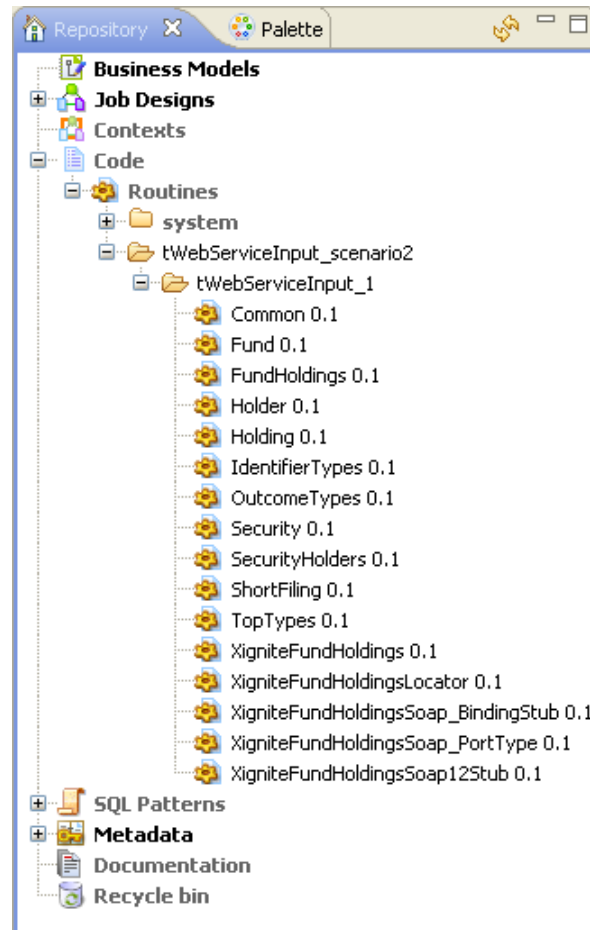 Repository Palette
Business Models
Job Designs
Contexts
Code
Routines
system
tWebServiceInput_scenario2
tWebServiceInput_1
Common 0.1
Fund 0.1
FundHoldings 0.1
Holder 0.1
Holding 0.1
IdentifierTypes 0.1
OutcomeTypes 0.1
Security 0.1
SecurityHolders 0.1
ShortFiling 0.1
TopTypes 0.1
XigniteFundHoldings 0.1
XigniteFundHoldingsLocator 0.1
XigniteFundHoldingsSoap_BindingStub 0.1
XigniteFundHoldingsSoap_PortType 0.1
XigniteFundHoldingsSoap12Stub 0.1
SQL Patterns
Metadata
Documentation
Recycle bin